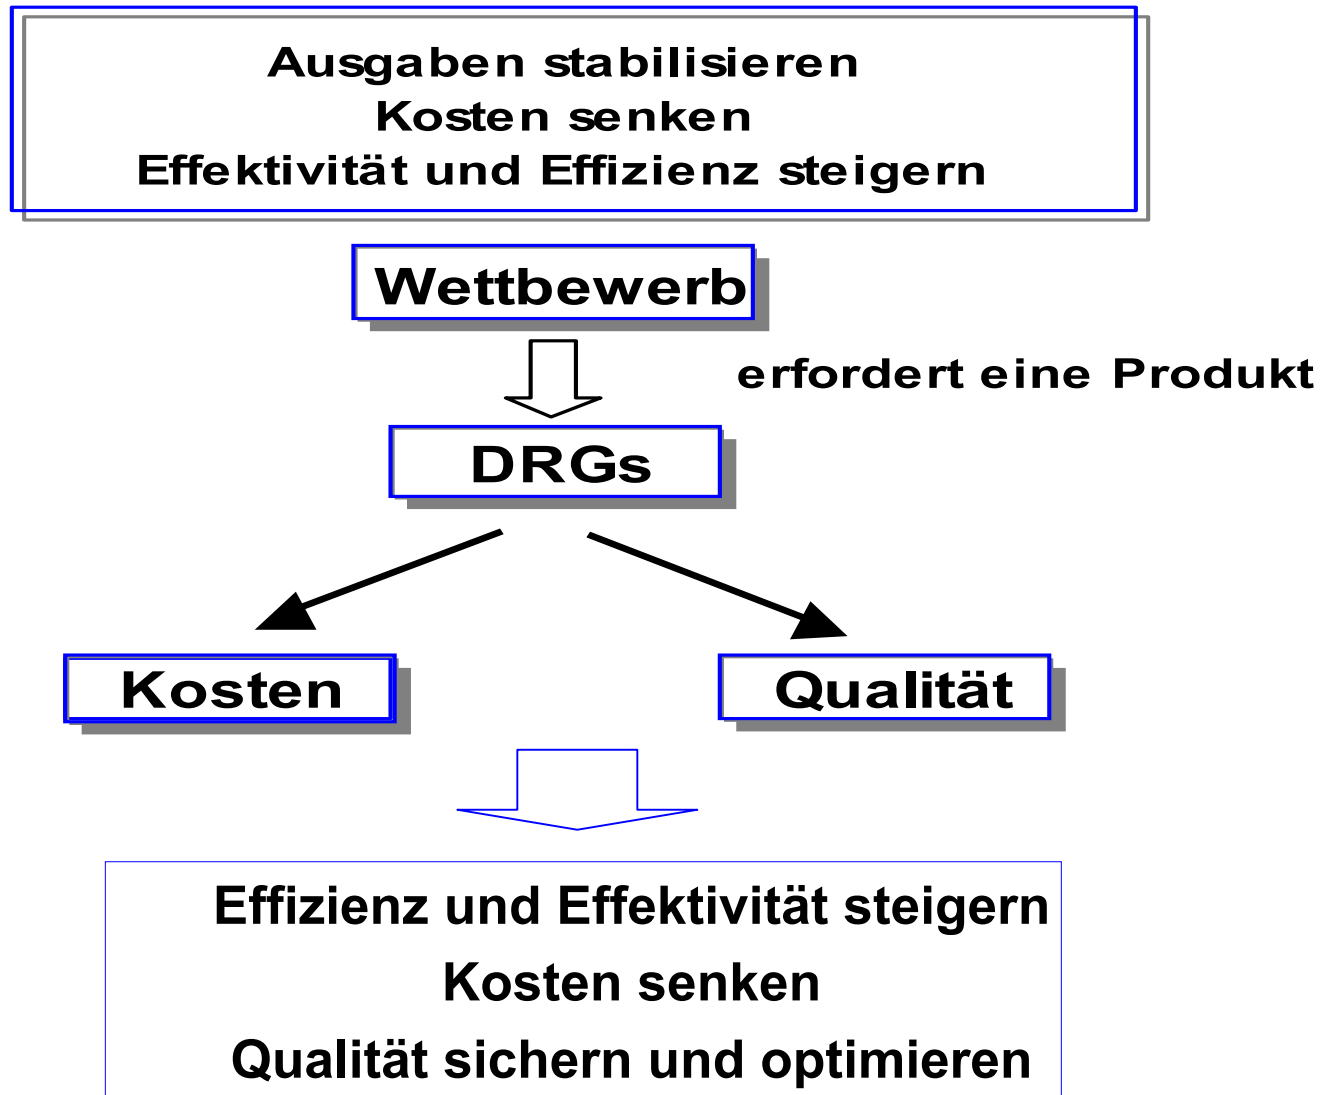 Ausgaben stabilisieren
Kosten senken
Effektivität und Effizienz steigern
Wettbewerb
erfordert eine Produkt
DRGs
Kosten
Qualität
Effizienz und Effektivität steigern
Kosten senken
Qualität sichern und optimieren